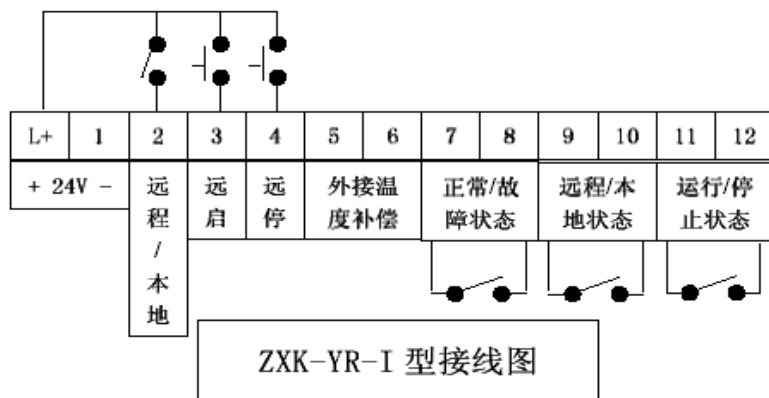 L+ 1 2 3 4 5 6 7 8 9 10 11 12
+ 24V - 远程/本地 远启 远停 外接温度补偿 正常/故障状态 远程/本地状态 运行/停止状态
ZXK-YR-I 型接线图